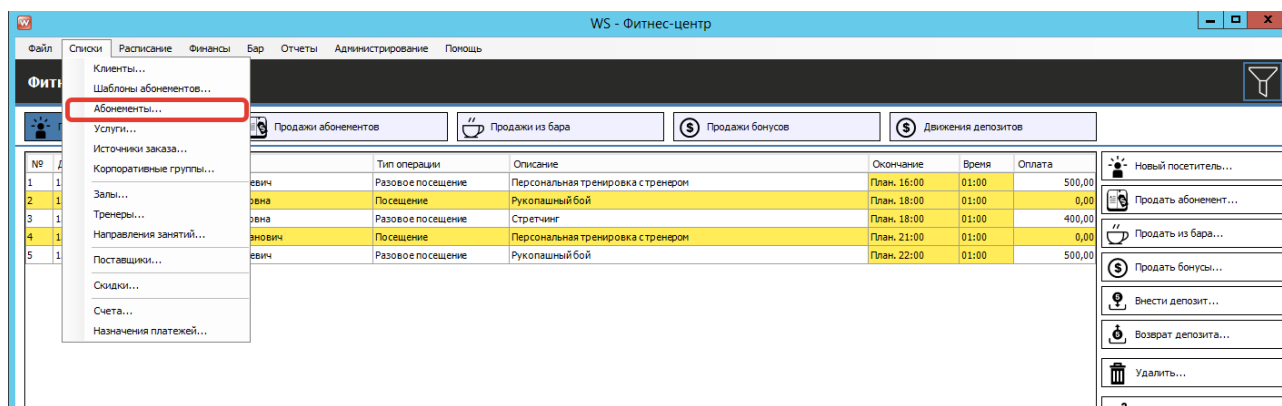 WS - Фитнес-центр
Файл Списки Расписание Финансы Бар Отчеты Администрирование Помощь
Клиенты...
Шаблоны абонементов...
Абонементы...
Услуги...
Источники заказа...
Корпоративные группы...
Залы...
Тренеры...
Направления занятий...
Поставщики...
Скидки...
Счета...
Назначения платежей...
Продажи абонементов Продажи из бара Продажи бонусов Движения депозитов
№ Тип операции Описание Окончание Время Оплата
1 евич Разовое посещение Персональная тренировка с тренером План. 16:00 01:00 500,00
2 овна Посещение Рукопашный бой План. 18:00 01:00 0,00
3 овна Разовое посещение Стретчинг План. 18:00 01:00 400,00
4 анович Посещение Персональная тренировка с тренером План. 21:00 01:00 0,00
5 евич Разовое посещение Рукопашный бой План. 22:00 01:00 500,00
Новый посетитель...
Продать абонемент...
Продать из бара...
Продать бонусы...
Внести депозит...
Возврат депозита...
Удалить...